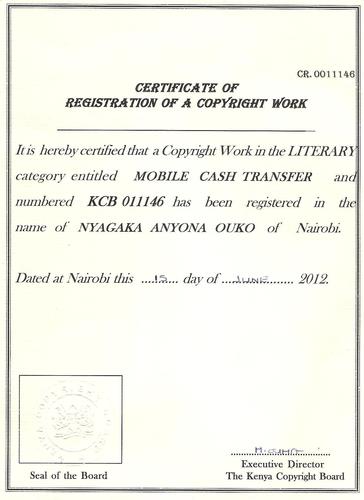 CR. 0011146
CERTIFICATE OF
REGISTRATION OF A COPYRIGHT WORK
It is hereby certified that a Copyright Work in the LITERARY
category entitled MOBILE CASH TRANSFER and
numbered KCB 011146 has been registered in the
name of NYAGAKA ANYONA OUKO of Nairobi.
Dated at Nairobi this ....15.... day of ....JUNE........ 2012.
Seal of the Board
Executive Director
The Kenya Copyright Board